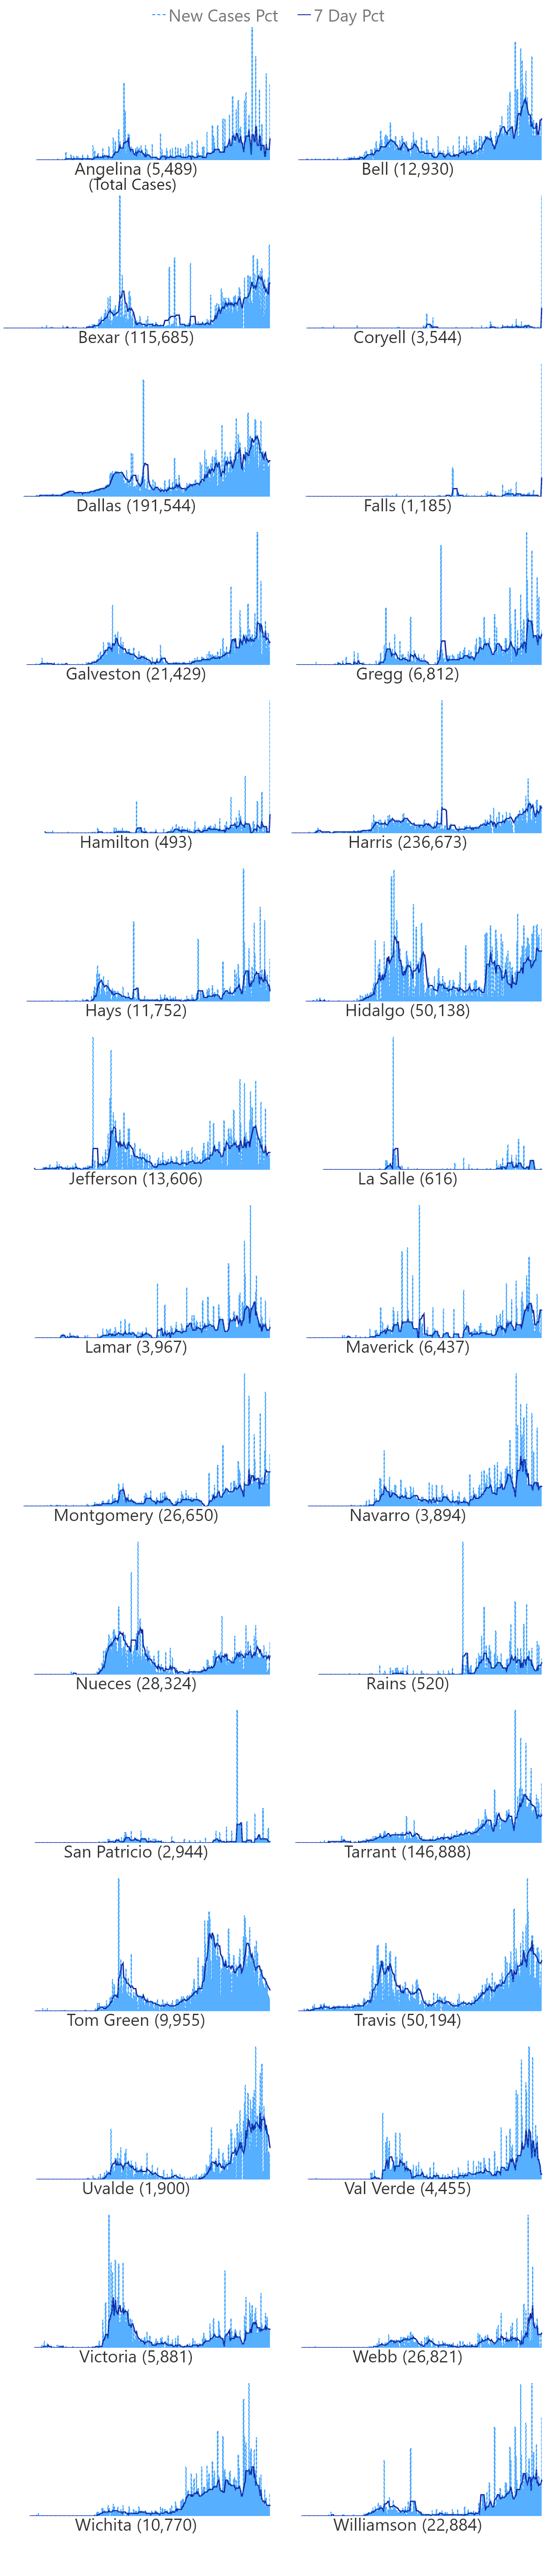 New Cases Pct 7 Day Pct
Angelina (5,489) Bell (12,930)
(Total Cases)
Bexar (115,685) Coryell (3,544)
Dallas (191,544) Falls (1,185)
Galveston (21,429) Gregg (6,812)
Hamilton (493) Harris (236,673)
Hays (11,752) Hidalgo (50,138)
Jefferson (13,606) La Salle (616)
Lamar (3,967) Maverick (6,437)
Montgomery (26,650) Navarro (3,894)
Nueces (28,324) Rains (520)
San Patricio (2,944) Tarrant (146,888)
Tom Green (9,955) Travis (50,194)
Uvalde (1,900) Val Verde (4,455)
Victoria (5,881) Webb (26,821)
Wichita (10,770) Williamson (22,884)